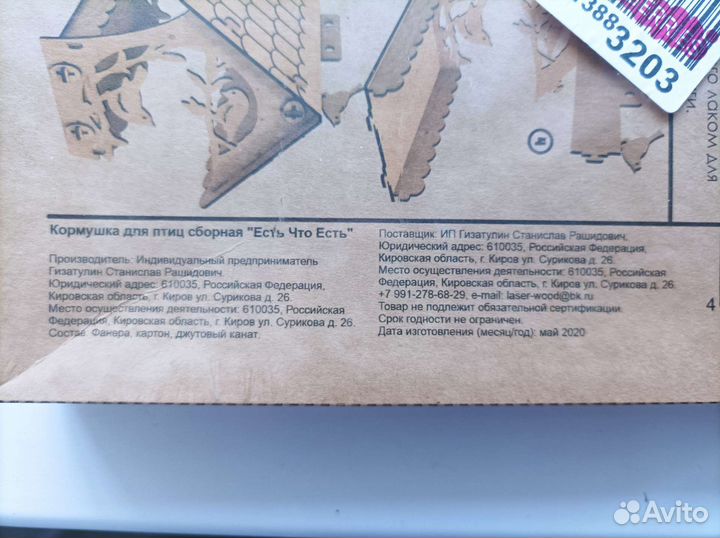 3883
3203
ГО ЛАКОМ ДЛЯ
Кормушка для птиц сборная "Есть Что Есть"
Производитель: Индивидуальный предприниматель
Гизатулин Станислав Рашидович.
Юридический адрес: 610035, Российская Федерация,
Кировская область, г. Киров ул. Сурикова д. 26.
Место осуществления деятельности: 610035, Российская
Федерация, Кировская область, г. Киров ул. Сурикова д. 26.
Состав: Фанера, картон, джутовый канат.
Поставщик: ИП Гизатулин Станислав Рашидович,
Юридический адрес: 610035, Российская Федерация,
Кировская область, г. Киров ул. Сурикова д. 26.
Место осуществления деятельности: 610035, Российская
Федерация, Кировская область, г. Киров ул. Сурикова д. 26.
+7 991-278-68-29, e-mail: laser-wood@bk.ru
Товар не подлежит обязательной сертификации.
Срок годности не ограничен.
Дата изготовления (месяц/год): май 2020
4
Avito